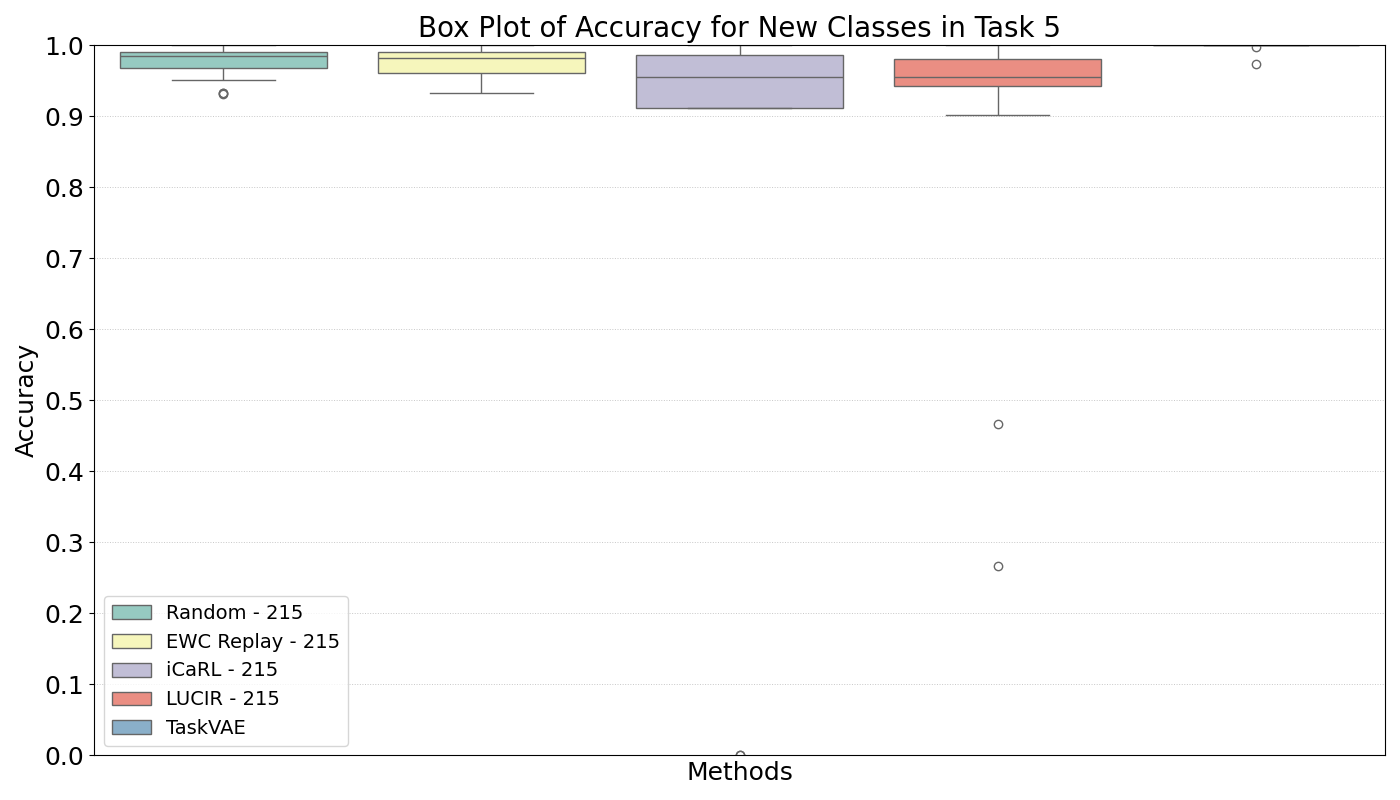 Box Plot of Accuracy for New Classes in Task 5
1.0
0.9
0.8
0.7
0.6
0.5
0.4
0.3
0.2
0.1
0.0
Accuracy
Random - 215
EWC Replay - 215
iCaRL - 215
LUCIR - 215
TaskVAE
Methods